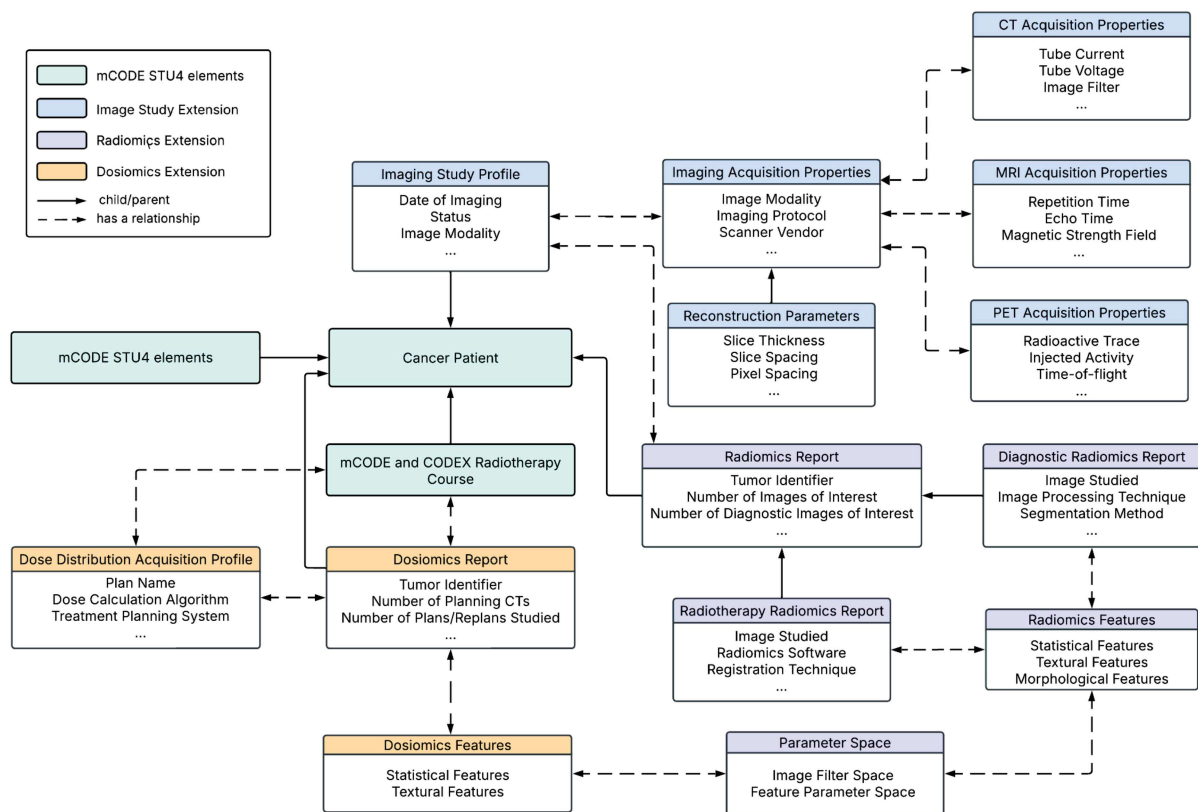 mCODE STU4 elements
Image Study Extension
Radiomics Extension
Dosiomics Extension
child/parent
has a relationship
CT Acquisition Properties
Tube Current
Tube Voltage
Image Filter
...
Imaging Study Profile
Date of Imaging
Status
Image Modality
...
Imaging Acquisition Properties
Image Modality
Imaging Protocol
Scanner Vendor
...
MRI Acquisition Properties
Repetition Time
Echo Time
Magnetic Strength Field
...
Reconstruction Parameters
Slice Thickness
Slice Spacing
Pixel Spacing
...
PET Acquisition Properties
Radioactive Trace
Injected Activity
Time-of-flight
...
mCODE STU4 elements
Cancer Patient
mCODE and CODEX Radiotherapy
Course
Radiomics Report
Tumor Identifier
Number of Images of Interest
Number of Diagnostic Images of Interest
...
Diagnostic Radiomics Report
Image Studied
Image Processing Technique
Segmentation Method
...
Dose Distribution Acquisition Profile
Plan Name
Dose Calculation Algorithm
Treatment Planning System
...
Dosiomics Report
Tumor Identifier
Number of Planning CTs
Number of Plans/Replans Studied
...
Radiotherapy Radiomics Report
Image Studied
Radiomics Software
Registration Technique
...
Radiomics Features
Statistical Features
Textural Features
Morphological Features
Dosiomics Features
Statistical Features
Textural Features
Parameter Space
Image Filter Space
Feature Parameter Space